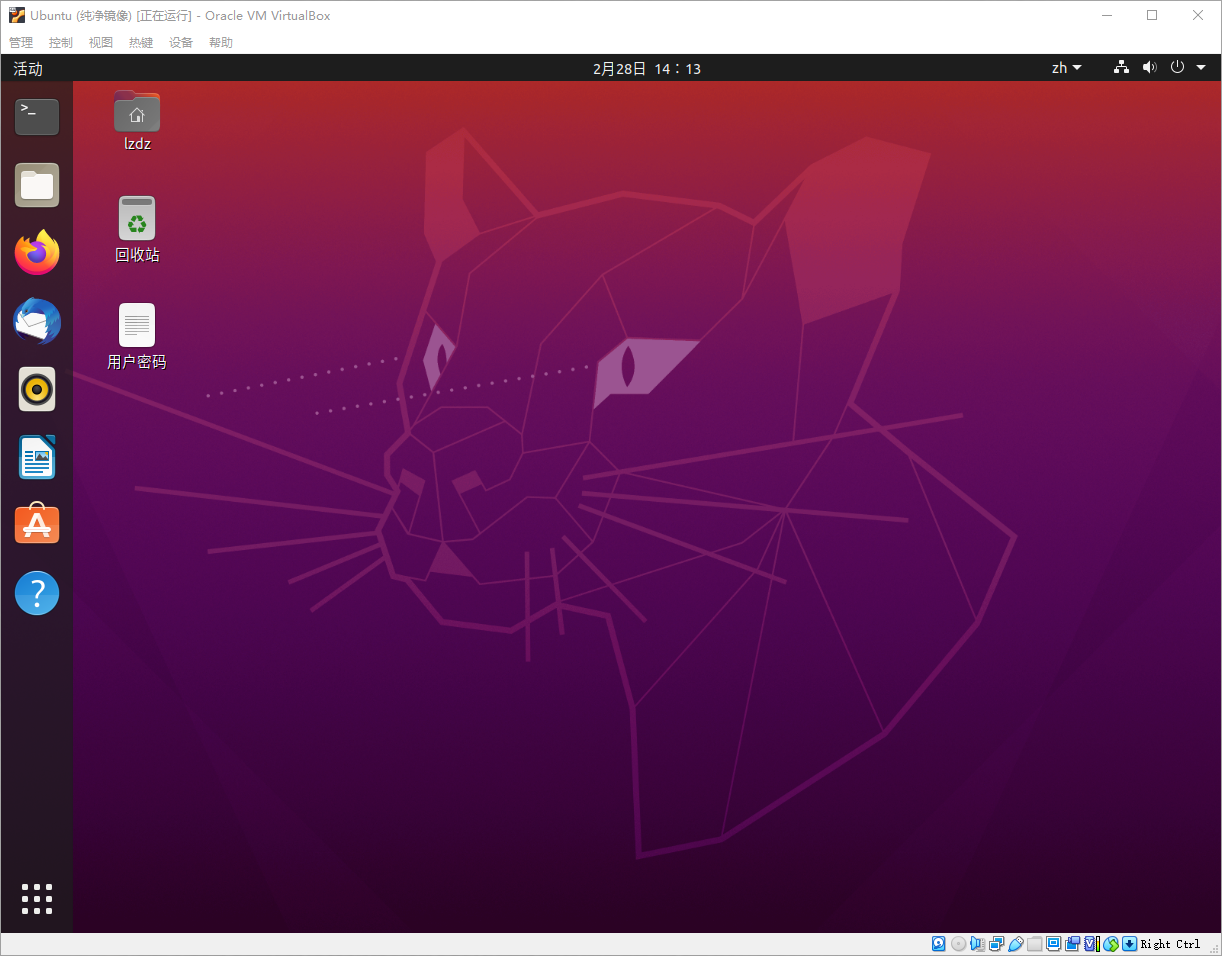 Ubuntu (纯净镜像) [正在运行] - Oracle VM VirtualBox
管理 控制 视图 热键 设备 帮助
活动 2月28日 14：13 zh
>_
lzdz
回收站
用户密码
?
Right Ctrl